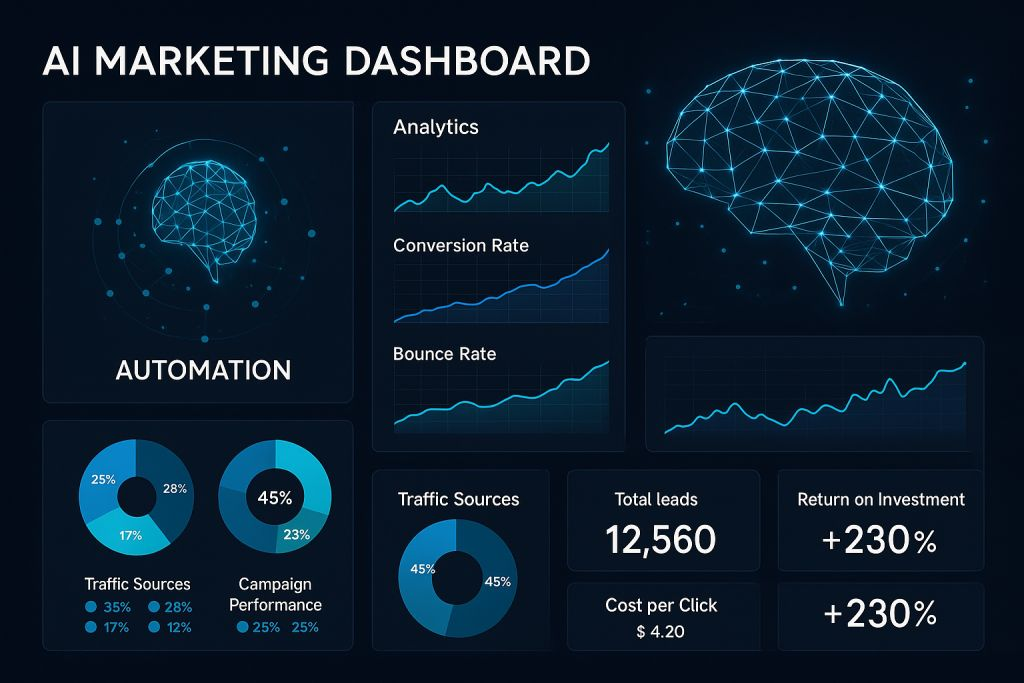 AI MARKETING DASHBOARD
AUTOMATION
Analytics
Conversion Rate
Bounce Rate
25%
28%
17%
45%
23%
Traffic Sources
35% 28%
17% 12%
Campaign
Performance
25% 25%
Traffic Sources
45%
45%
Total leads
12,560
Cost per Click
$ 4.20
Return on Investment
+230%
+230%